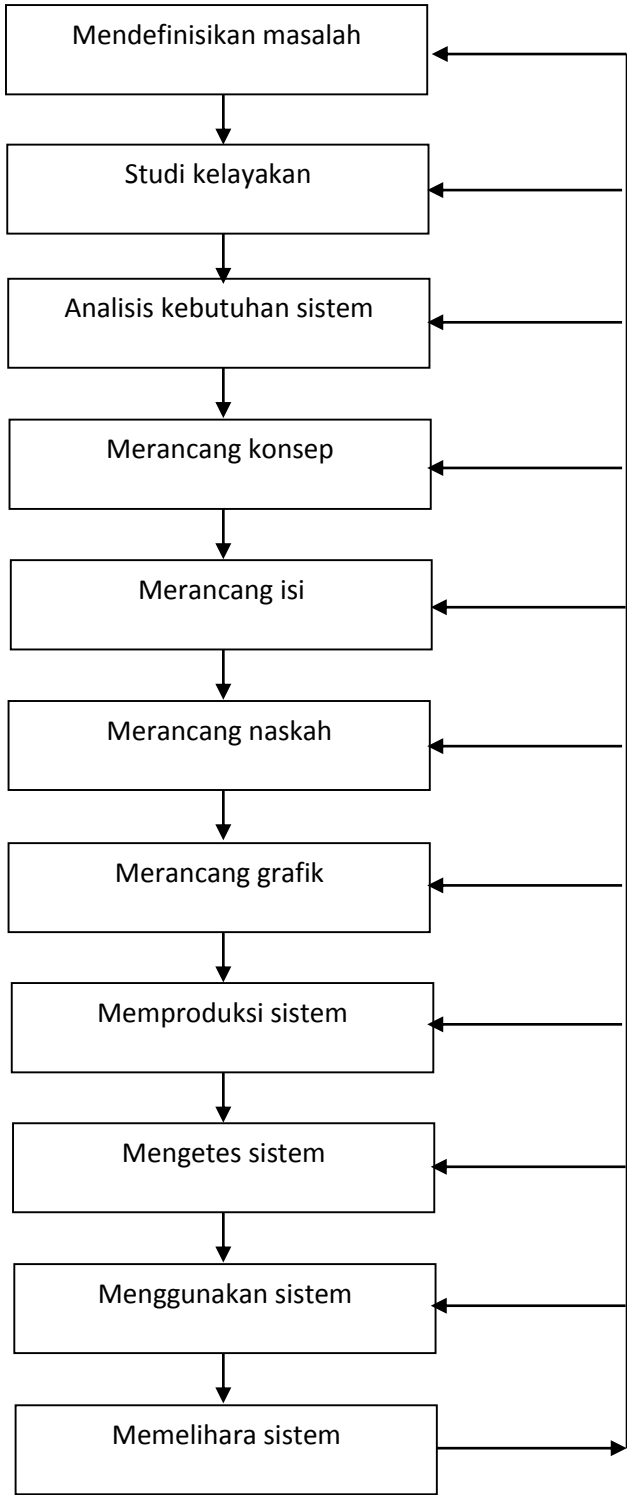 Mendefinisikan masalah
Studi kelayakan
Analisis kebutuhan sistem
Merancang konsep
Merancang isi
Merancang naskah
Merancang grafik
Memproduksi sistem
Mengetes sistem
Menggunakan sistem
Memelihara sistem